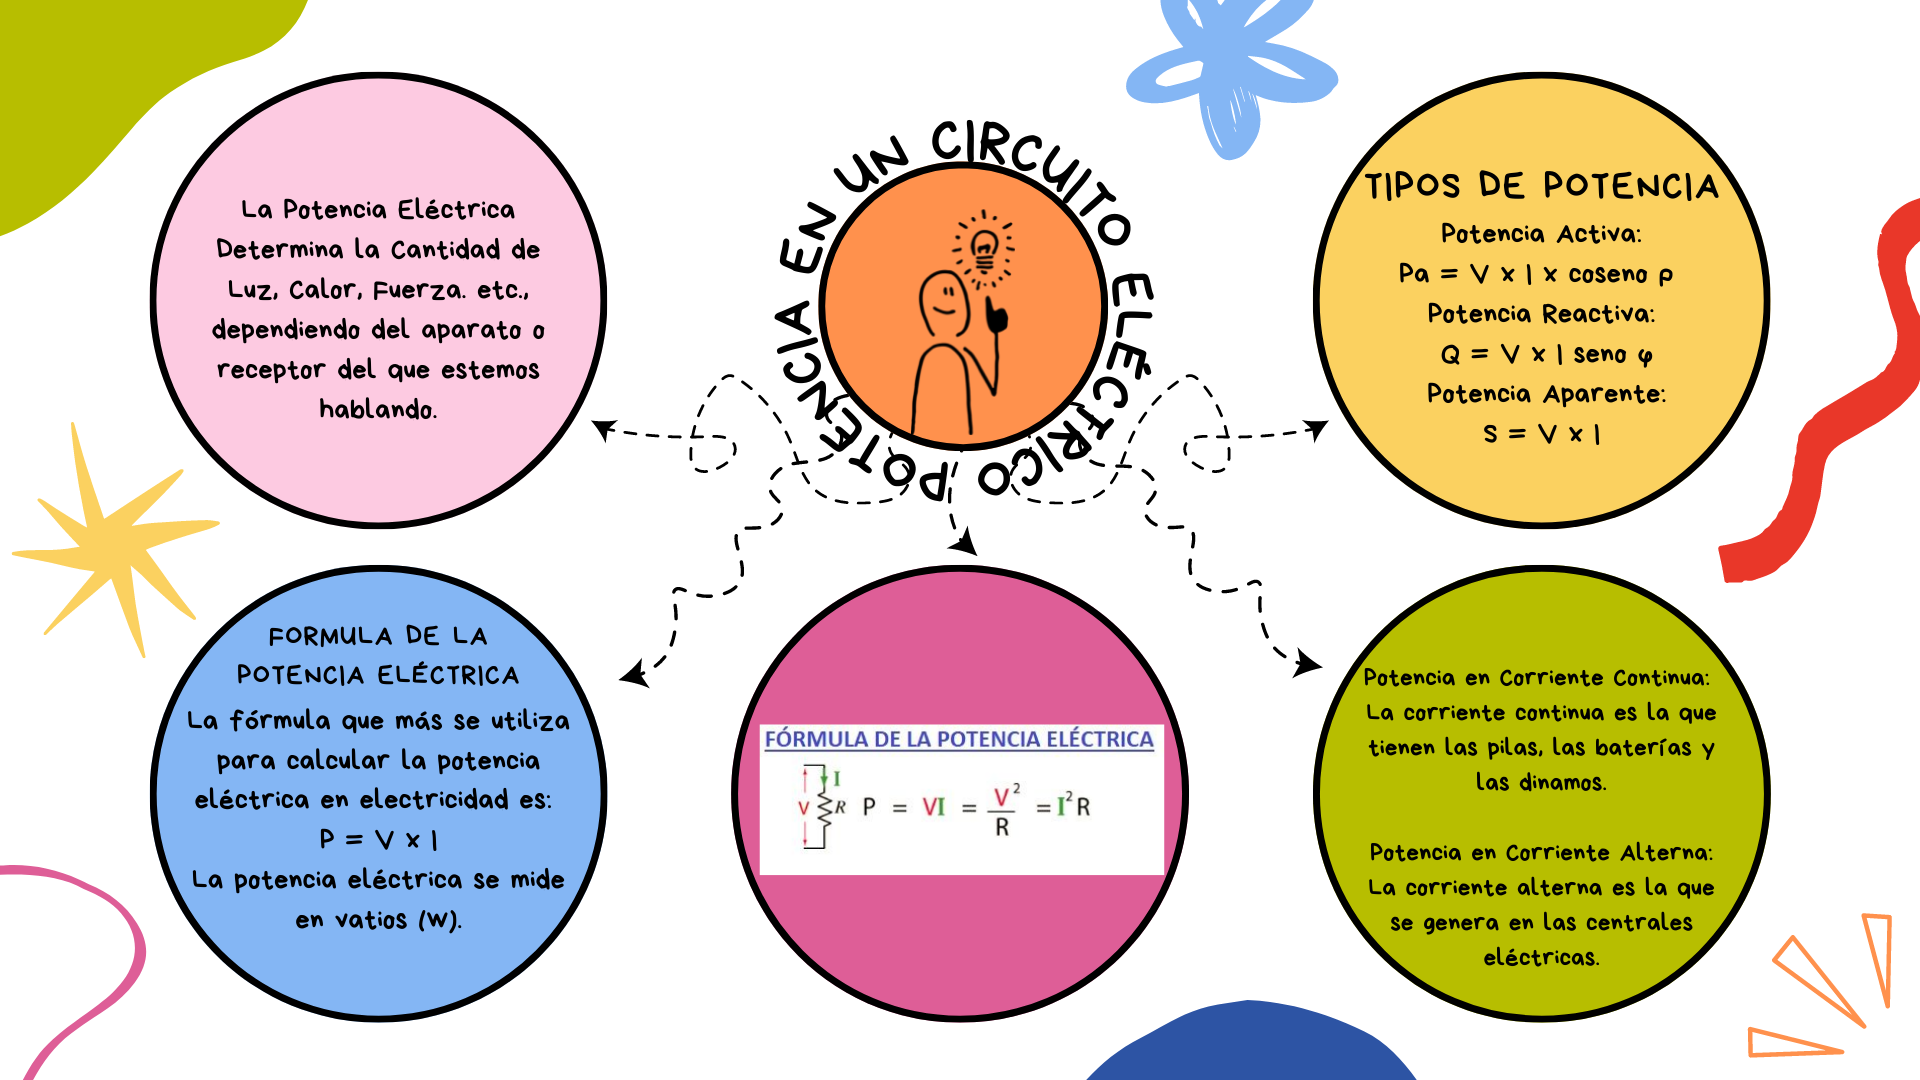 POTENCIA EN UN CIRCUITO ELÉCTRICO
La Potencia Eléctrica
Determina la Cantidad de
Luz, Calor, Fuerza. etc.,
dependiendo del aparato o
receptor del que estemos
hablando.
TIPOS DE POTENCIA
Potencia Activa:
Pa = V x I x coseno ρ
Potencia Reactiva:
Q = V x I seno φ
Potencia Aparente:
S = V x I
FORMULA DE LA
POTENCIA ELÉCTRICA
La fórmula que más se utiliza
para calcular la potencia
eléctrica en electricidad es:
P = V x I
La potencia eléctrica se mide
en vatios (W).
FÓRMULA DE LA POTENCIA ELÉCTRICA
I
V R P = VI = V²/R = I²R
Potencia en Corriente Continua:
La corriente continua es la que
tienen las pilas, las baterías y
las dinamos.
Potencia en Corriente Alterna:
La corriente alterna es la que
se genera en las centrales
eléctricas.